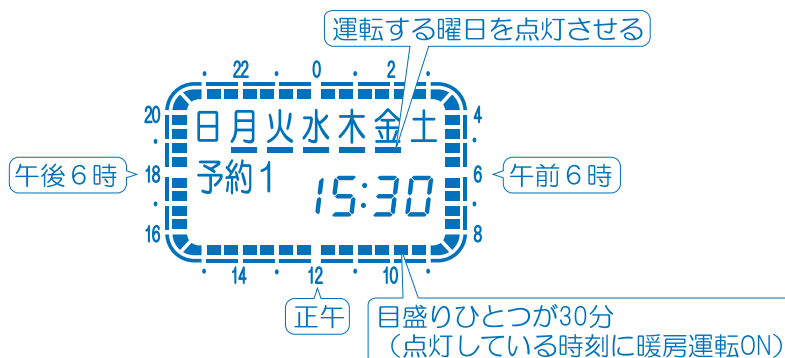 運転する曜日を点灯させる
22 0 2
20 4
日月火水木金土
午後6時 18 予約1 6 午前6時
15:30
16 8
14 12 10
正午
目盛りひとつが30分
(点灯している時刻に暖房運転ON)